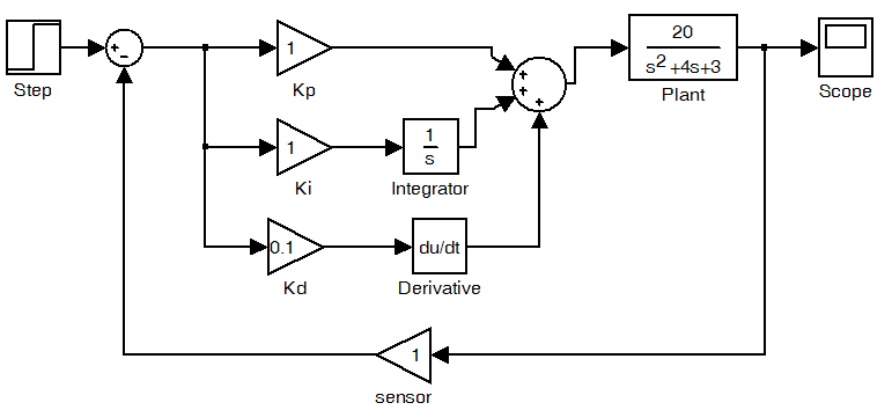 Step
+
−
1
Kp
+
+
+
20
s2+4s+3
Plant
Scope
1
Ki
1
s
Integrator
0.1
Kd
du/dt
Derivative
1
sensor